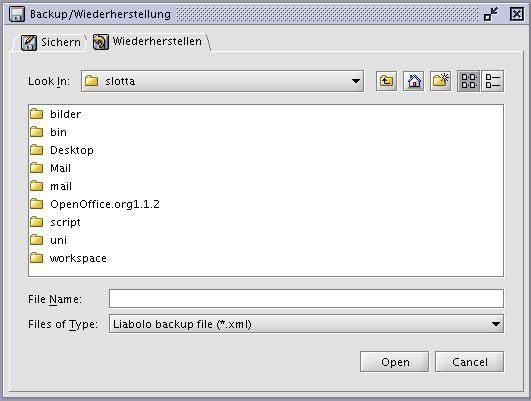 Backup/Wiederherstellung
Sichern Wiederherstellen
Look In: slotta
bilder
bin
Desktop
Mail
mail
OpenOffice.org1.1.2
script
uni
workspace
File Name:
Files of Type: Liabolo backup file (*.xml)
Open Cancel